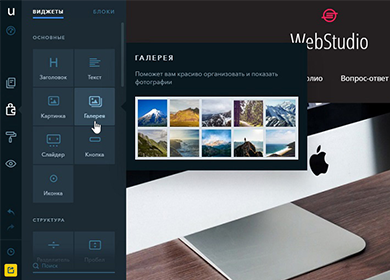 u
ВИДЖЕТЫ
БЛОКИ
ОСНОВНЫЕ
Заголовок
Текст
Картинка
Галерея
Слайдер
Кнопка
Иконка
СТРУКТУРА
Разделитель
Пробел
Поиск
ГАЛЕРЕЯ
Поможет вам красиво организовать и показать
фотографии
WebStudio
олио
Вопрос-ответ